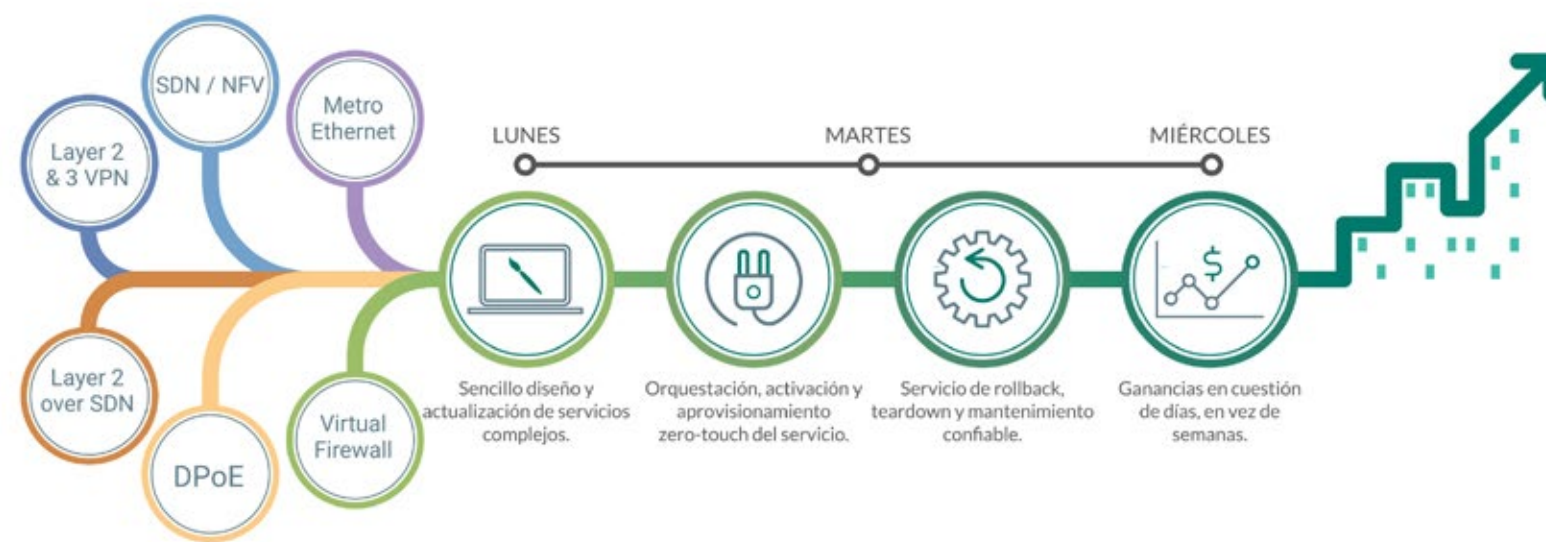 SDN / NFV
Metro
Ethernet
Layer 2
& 3 VPN
Layer 2
over SDN
DPoE
Virtual
Firewall
LUNES
MARTES
MIÉRCOLES
$
Sencillo diseño y
actualización de servicios
complejos.
Orquestación, activación y
aprovisionamiento
zero-touch del servicio.
Servicio de rollback,
teardown y mantenimiento
confiable.
Ganancias en cuestión
de días, en vez de
semanas.